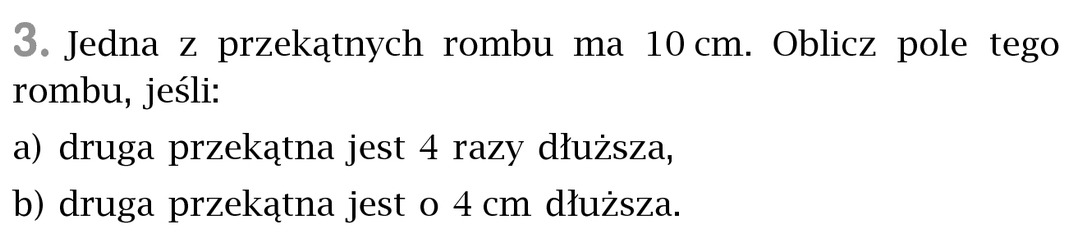 3. Jedna z przekątnych rombu ma 10 cm. Oblicz pole tego
rombu, jeśli:
a) druga przekątna jest 4 razy dłuższa,
b) druga przekątna jest o 4 cm dłuższa.